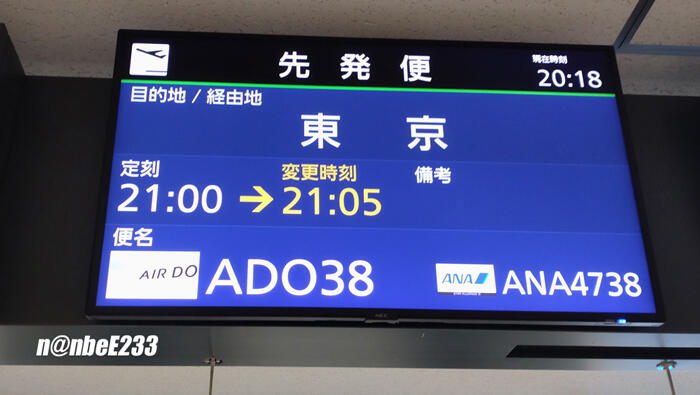 先発便
現在時刻
20:18
目的地 / 経由地
東京
定刻 変更時刻 備考
21:00 → 21:05
便名
AIR DO ADO38 ANA ANA4738
NEC
n@nbeE233